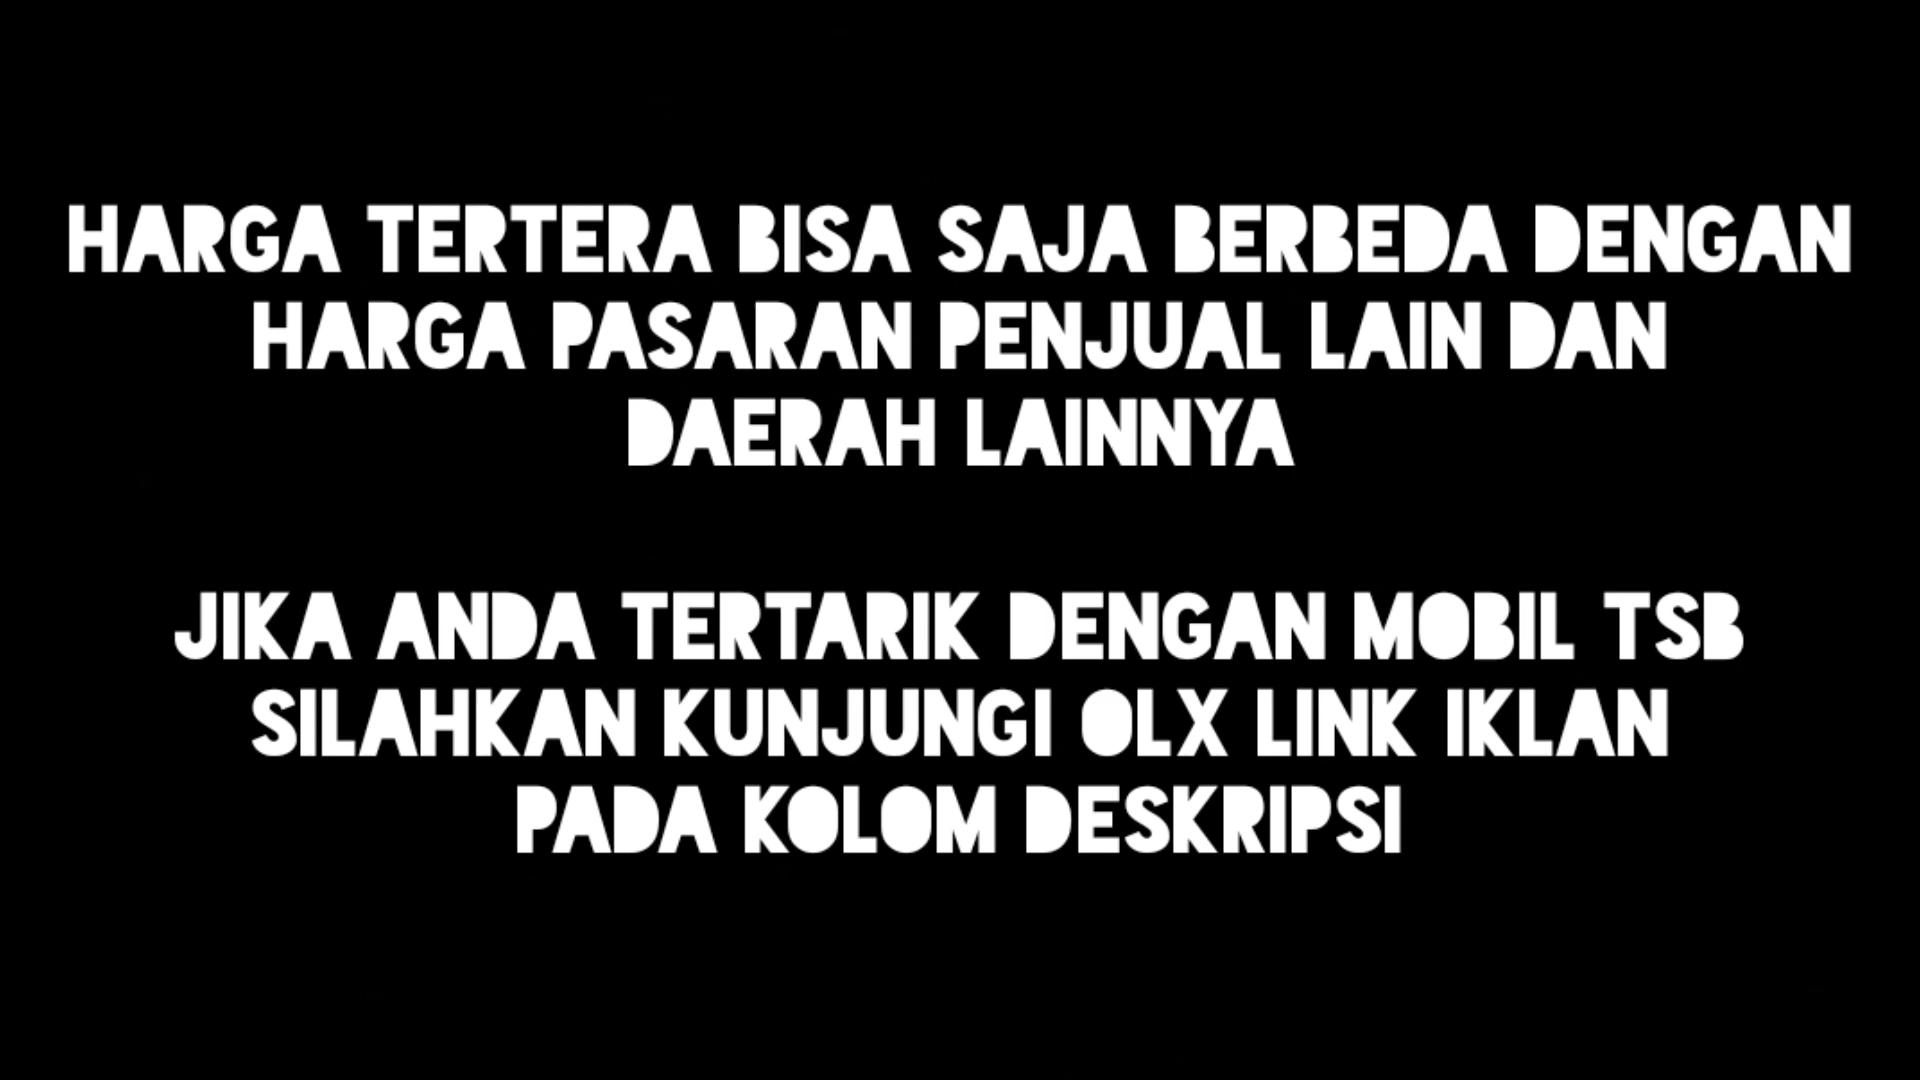 HARGA TERTERA BISA SAJA BERBEDA DENGAN
HARGA PASARAN PENJUAL LAIN DAN
DAERAH LAINNYA
JIKA ANDA TERTARIK DENGAN MOBIL TSB
SILAHKAN KUNJUNGI OLX LINK IKLAN
PADA KOLOM DESKRIPSI